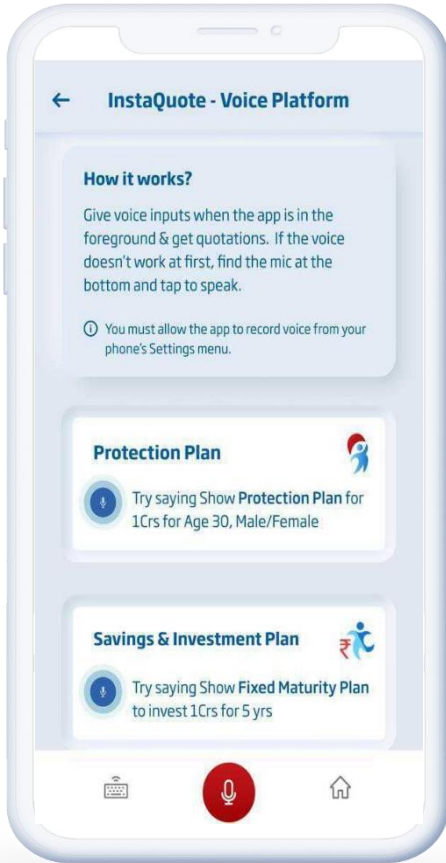 InstaQuote - Voice Platform
How it works?
Give voice inputs when the app is in the
foreground & get quotations. If the voice
doesn't work at first, find the mic at the
bottom and tap to speak.
You must allow the app to record voice from your
phone's Settings menu.
Protection Plan
Try saying Show Protection Plan for
1Crs for Age 30, Male/Female
Savings & Investment Plan
₹
Try saying Show Fixed Maturity Plan
to invest 1Crs for 5 yrs